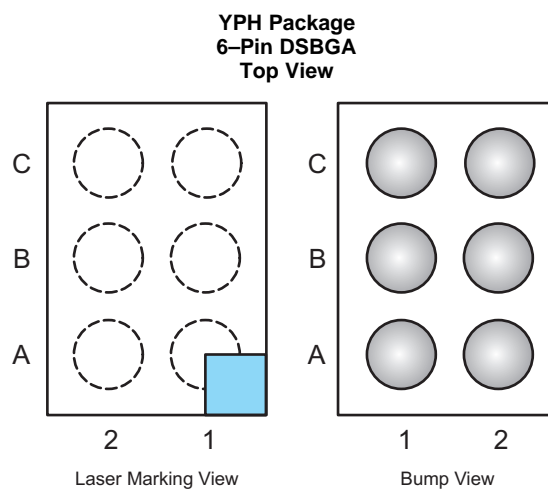 YPH Package
6–Pin DSBGA
Top View
C
B
A
2 1
Laser Marking View
C
B
A
1 2
Bump View